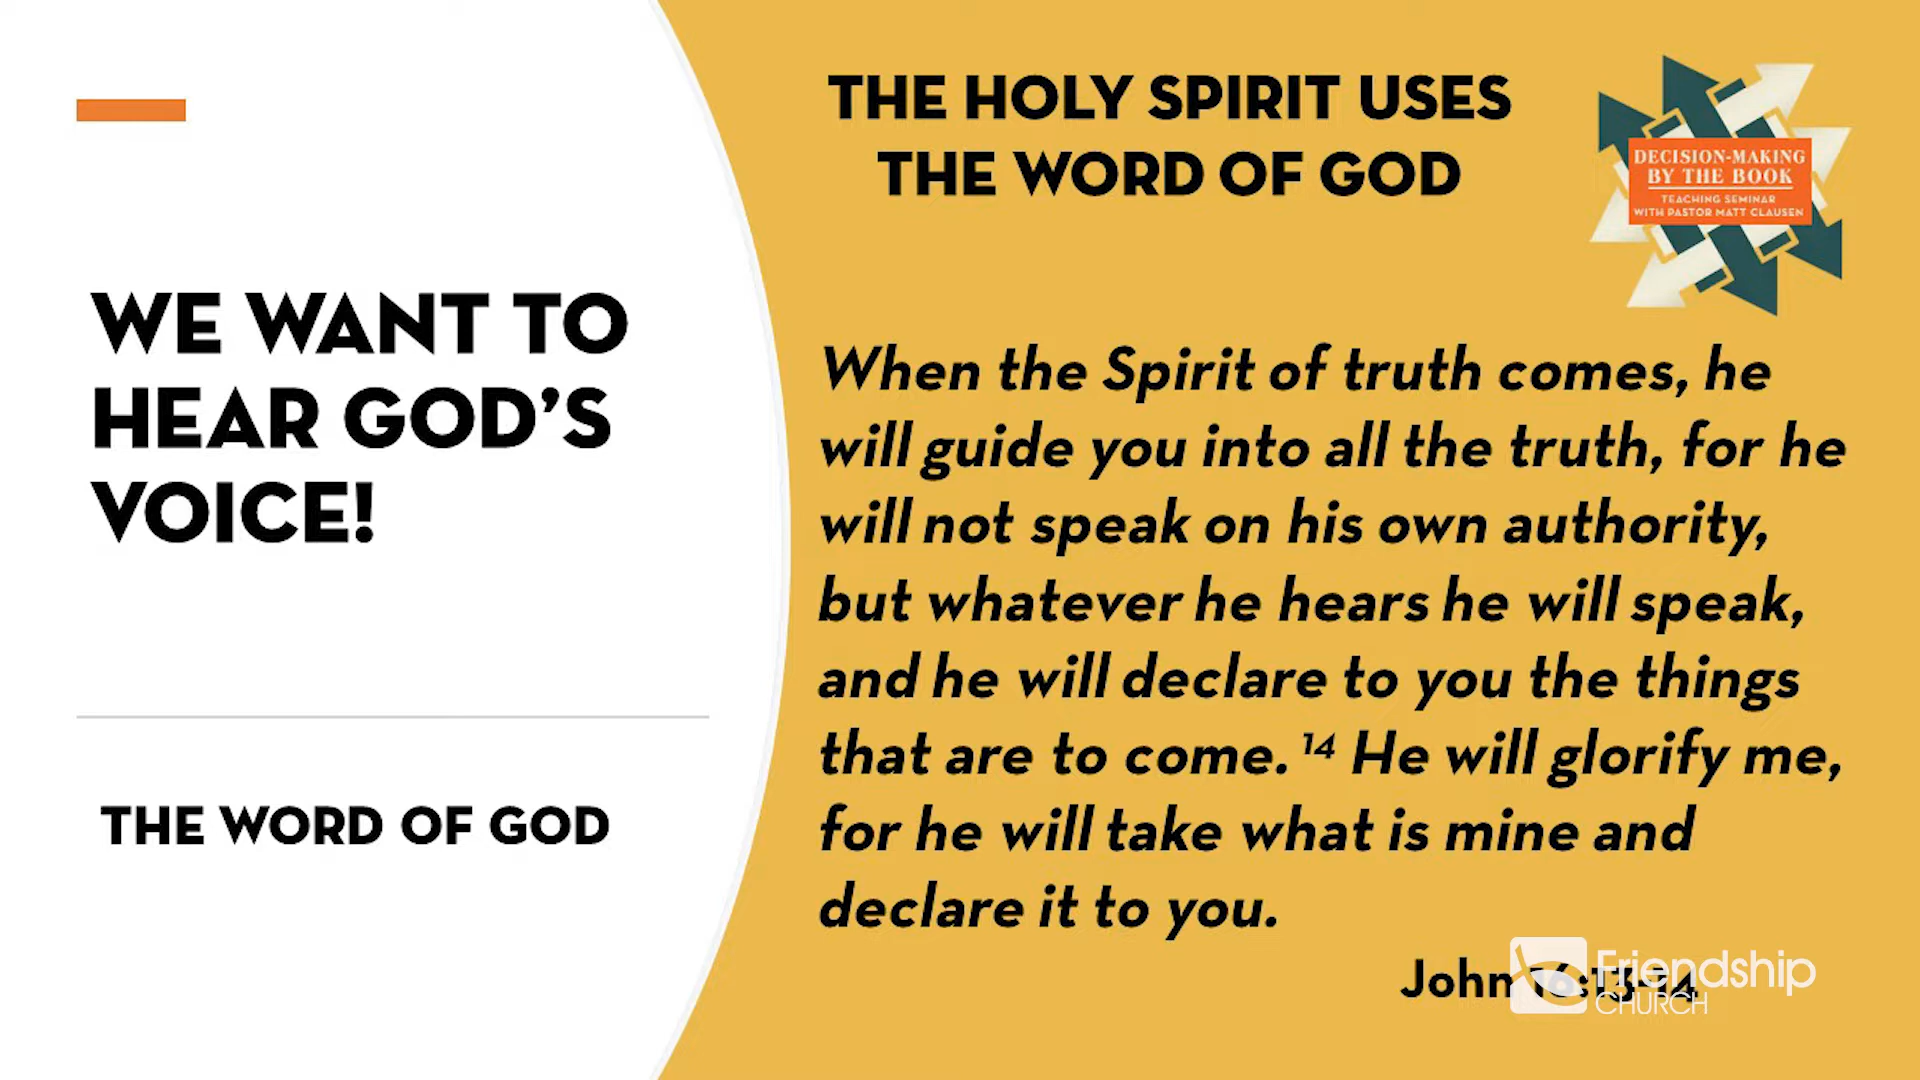 WE WANT TO
HEAR GOD'S
VOICE!
THE WORD OF GOD
THE HOLY SPIRIT USES
THE WORD OF GOD
DECISION-MAKING
BY THE BOOK
TEACHING SEMINAR
WITH PASTOR MATT CLAUSEN
When the Spirit of truth comes, he
will guide you into all the truth, for he
will not speak on his own authority,
but whatever he hears he will speak,
and he will declare to you the things
that are to come. ¹⁴ He will glorify me,
for he will take what is mine and
declare it to you.
John 16:13-14
Friendship
CHURCH